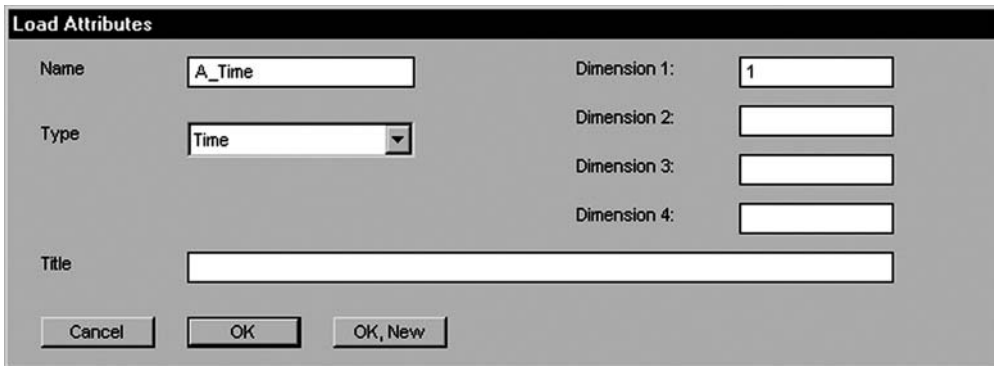 Load Attributes
Name A_Time Dimension 1: 1
Dimension 2:
Type Time
Dimension 3:
Dimension 4:
Title
Cancel OK OK, New